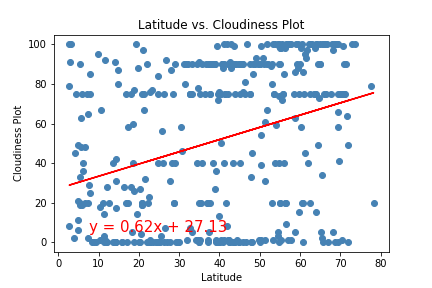 Latitude vs. Cloudiness Plot
100
80
60
40
20
0
Cloudiness Plot
y = 0.62x + 27.13
0 10 20 30 40 50 60 70 80
Latitude